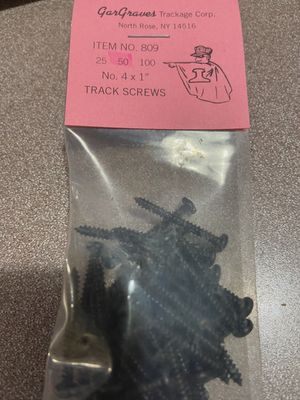 GarGraves Trackage Corp.
North Rose, NY 14516
ITEM NO. 809
25 50 100
No. 4 x 1"
TRACK SCREWS